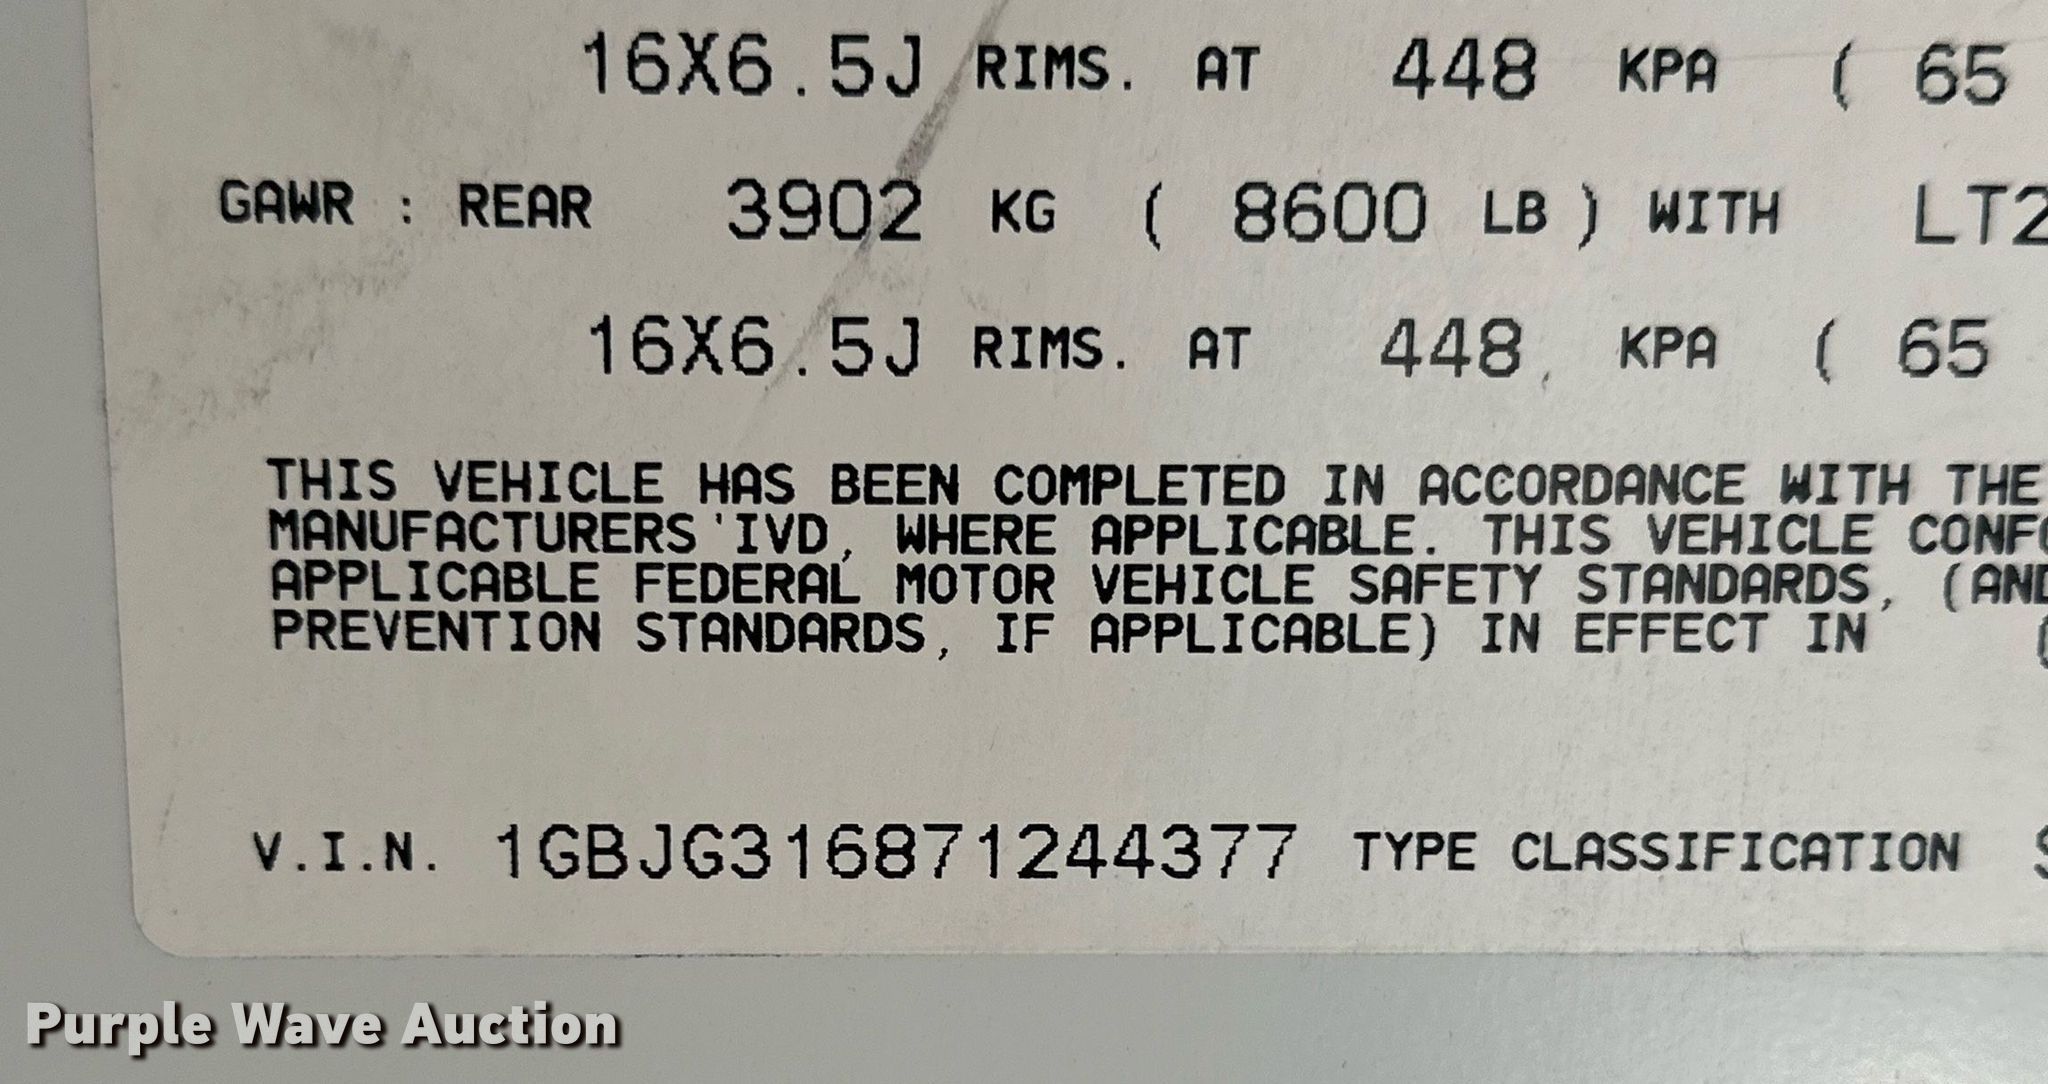 16X6.5J RIMS. AT 448 KPA ( 65
GAWR : REAR 3902 KG ( 8600 LB ) WITH LT2
16X6.5J RIMS. AT 448 KPA ( 65
THIS VEHICLE HAS BEEN COMPLETED IN ACCORDANCE WITH THE
MANUFACTURERS'IVD, WHERE APPLICABLE. THIS VEHICLE CONFO
APPLICABLE FEDERAL MOTOR VEHICLE SAFETY STANDARDS, (AND
PREVENTION STANDARDS, IF APPLICABLE) IN EFFECT IN
V.I.N. 1GBJG316871244377 TYPE CLASSIFICATION S
Purple Wave Auction